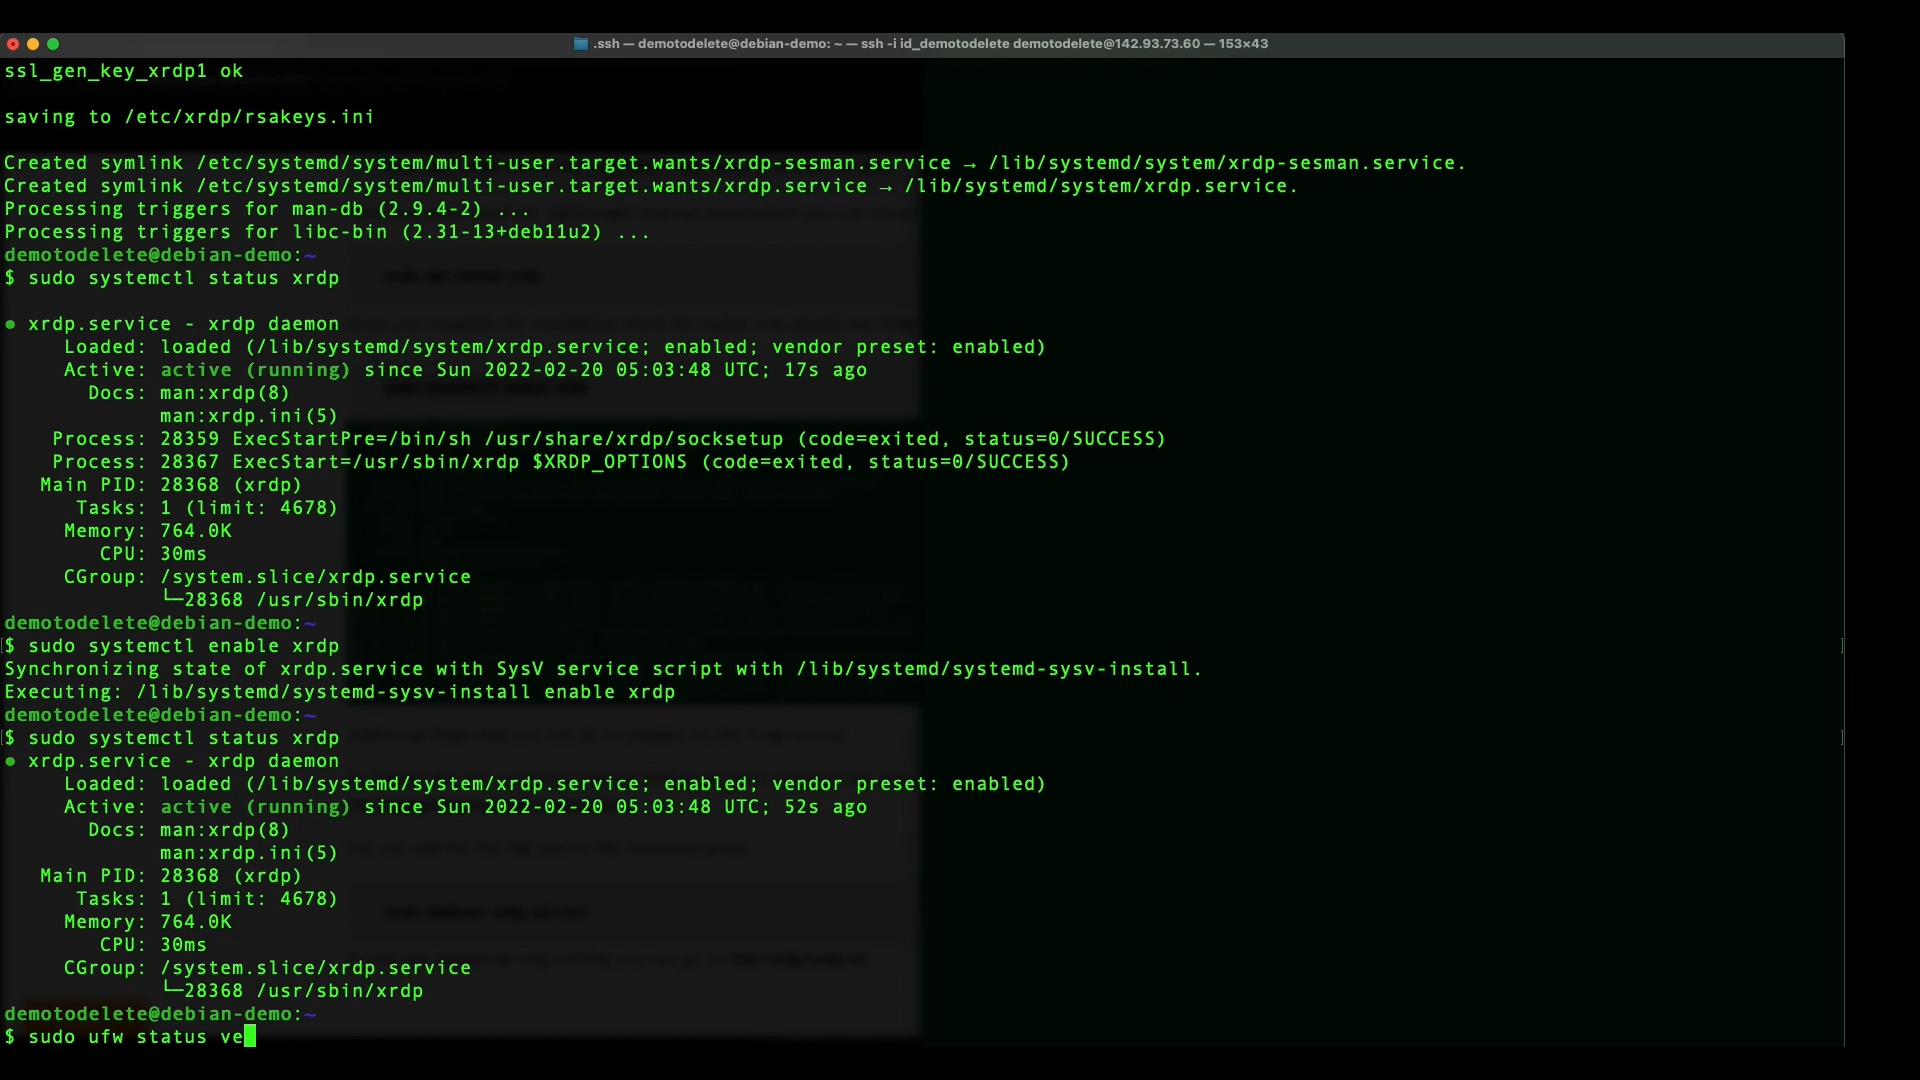 .ssh — demotodelete@debian-demo: ~ — ssh -i id_demotodelete demotodelete@142.93.73.60 — 153×43
ssl_gen_key_xrdp1 ok
saving to /etc/xrdp/rsakeys.ini
Created symlink /etc/systemd/system/multi-user.target.wants/xrdp-sesman.service → /lib/systemd/system/xrdp-sesman.service.
Created symlink /etc/systemd/system/multi-user.target.wants/xrdp.service → /lib/systemd/system/xrdp.service.
Processing triggers for man-db (2.9.4-2) ...
Processing triggers for libc-bin (2.31-13+deb11u2) ...
demotodelete@debian-demo:~
$ sudo systemctl status xrdp
● xrdp.service - xrdp daemon
Loaded: loaded (/lib/systemd/system/xrdp.service; enabled; vendor preset: enabled)
Active: active (running) since Sun 2022-02-20 05:03:48 UTC; 17s ago
Docs: man:xrdp(8)
man:xrdp.ini(5)
Process: 28359 ExecStartPre=/bin/sh /usr/share/xrdp/socksetup (code=exited, status=0/SUCCESS)
Process: 28367 ExecStart=/usr/sbin/xrdp $XRDP_OPTIONS (code=exited, status=0/SUCCESS)
Main PID: 28368 (xrdp)
Tasks: 1 (limit: 4678)
Memory: 764.0K
CPU: 30ms
CGroup: /system.slice/xrdp.service
└─28368 /usr/sbin/xrdp
demotodelete@debian-demo:~
[$ sudo systemctl enable xrdp ]
Synchronizing state of xrdp.service with SysV service script with /lib/systemd/systemd-sysv-install.
Executing: /lib/systemd/systemd-sysv-install enable xrdp
demotodelete@debian-demo:~
[$ sudo systemctl status xrdp ]
● xrdp.service - xrdp daemon
Loaded: loaded (/lib/systemd/system/xrdp.service; enabled; vendor preset: enabled)
Active: active (running) since Sun 2022-02-20 05:03:48 UTC; 52s ago
Docs: man:xrdp(8)
man:xrdp.ini(5)
Main PID: 28368 (xrdp)
Tasks: 1 (limit: 4678)
Memory: 764.0K
CPU: 30ms
CGroup: /system.slice/xrdp.service
└─28368 /usr/sbin/xrdp
demotodelete@debian-demo:~
$ sudo ufw status ve